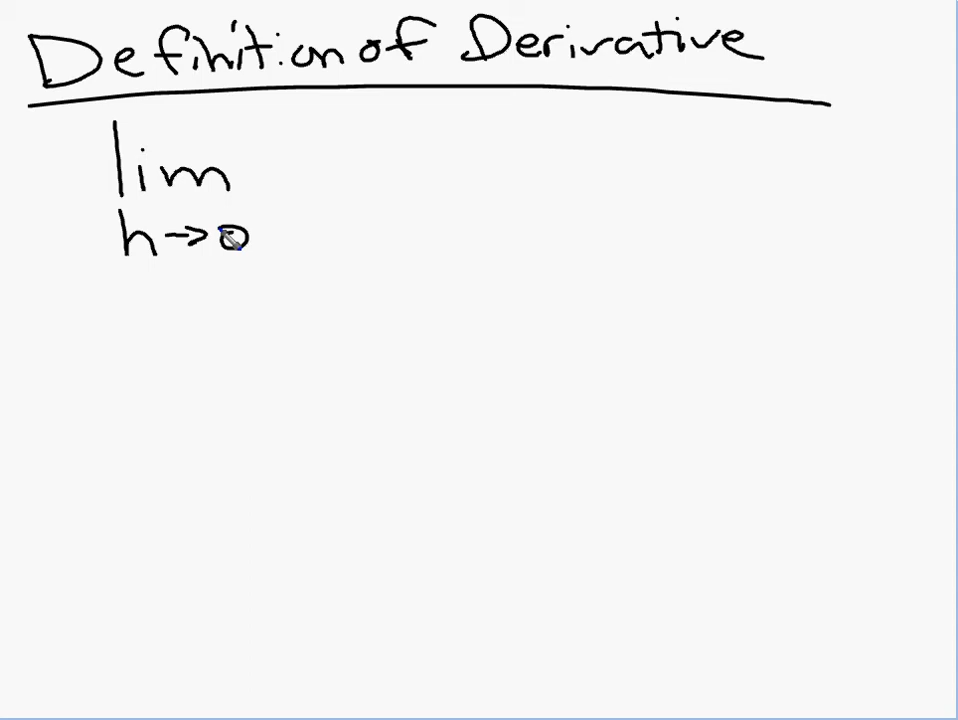 Definition of Derivative
lim
h→0